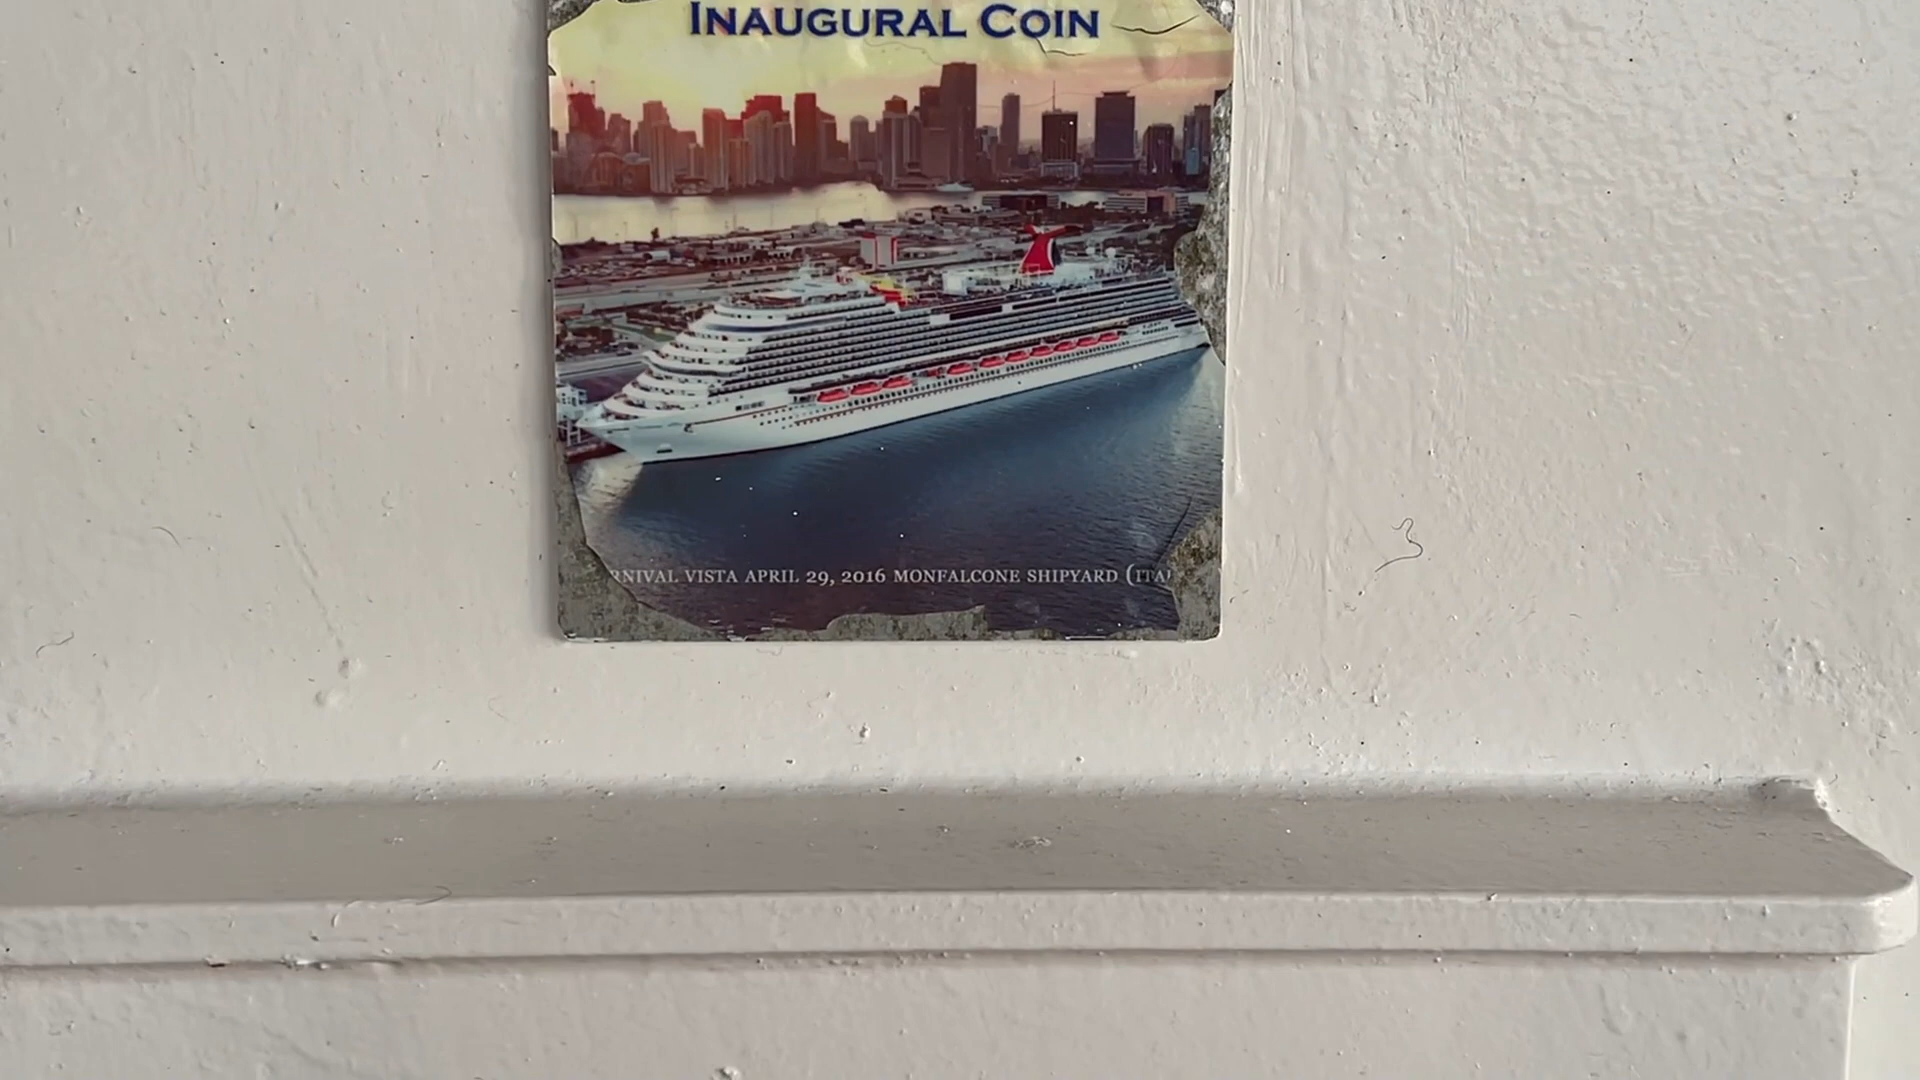 INAUGURAL COIN
RNIVAL VISTA APRIL 29, 2016 MONFALCONE SHIPYARD (ITA